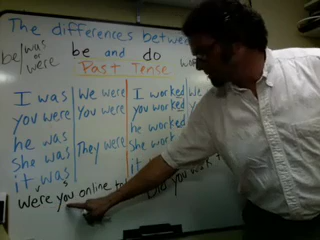 The differences betwe
be/was or were
be and do
Past Tense
I was | We were | I worked | We
you were | you were | you worked
he was | he worked
she was | They were | she work
it was | it
Were you online to
Did you work t